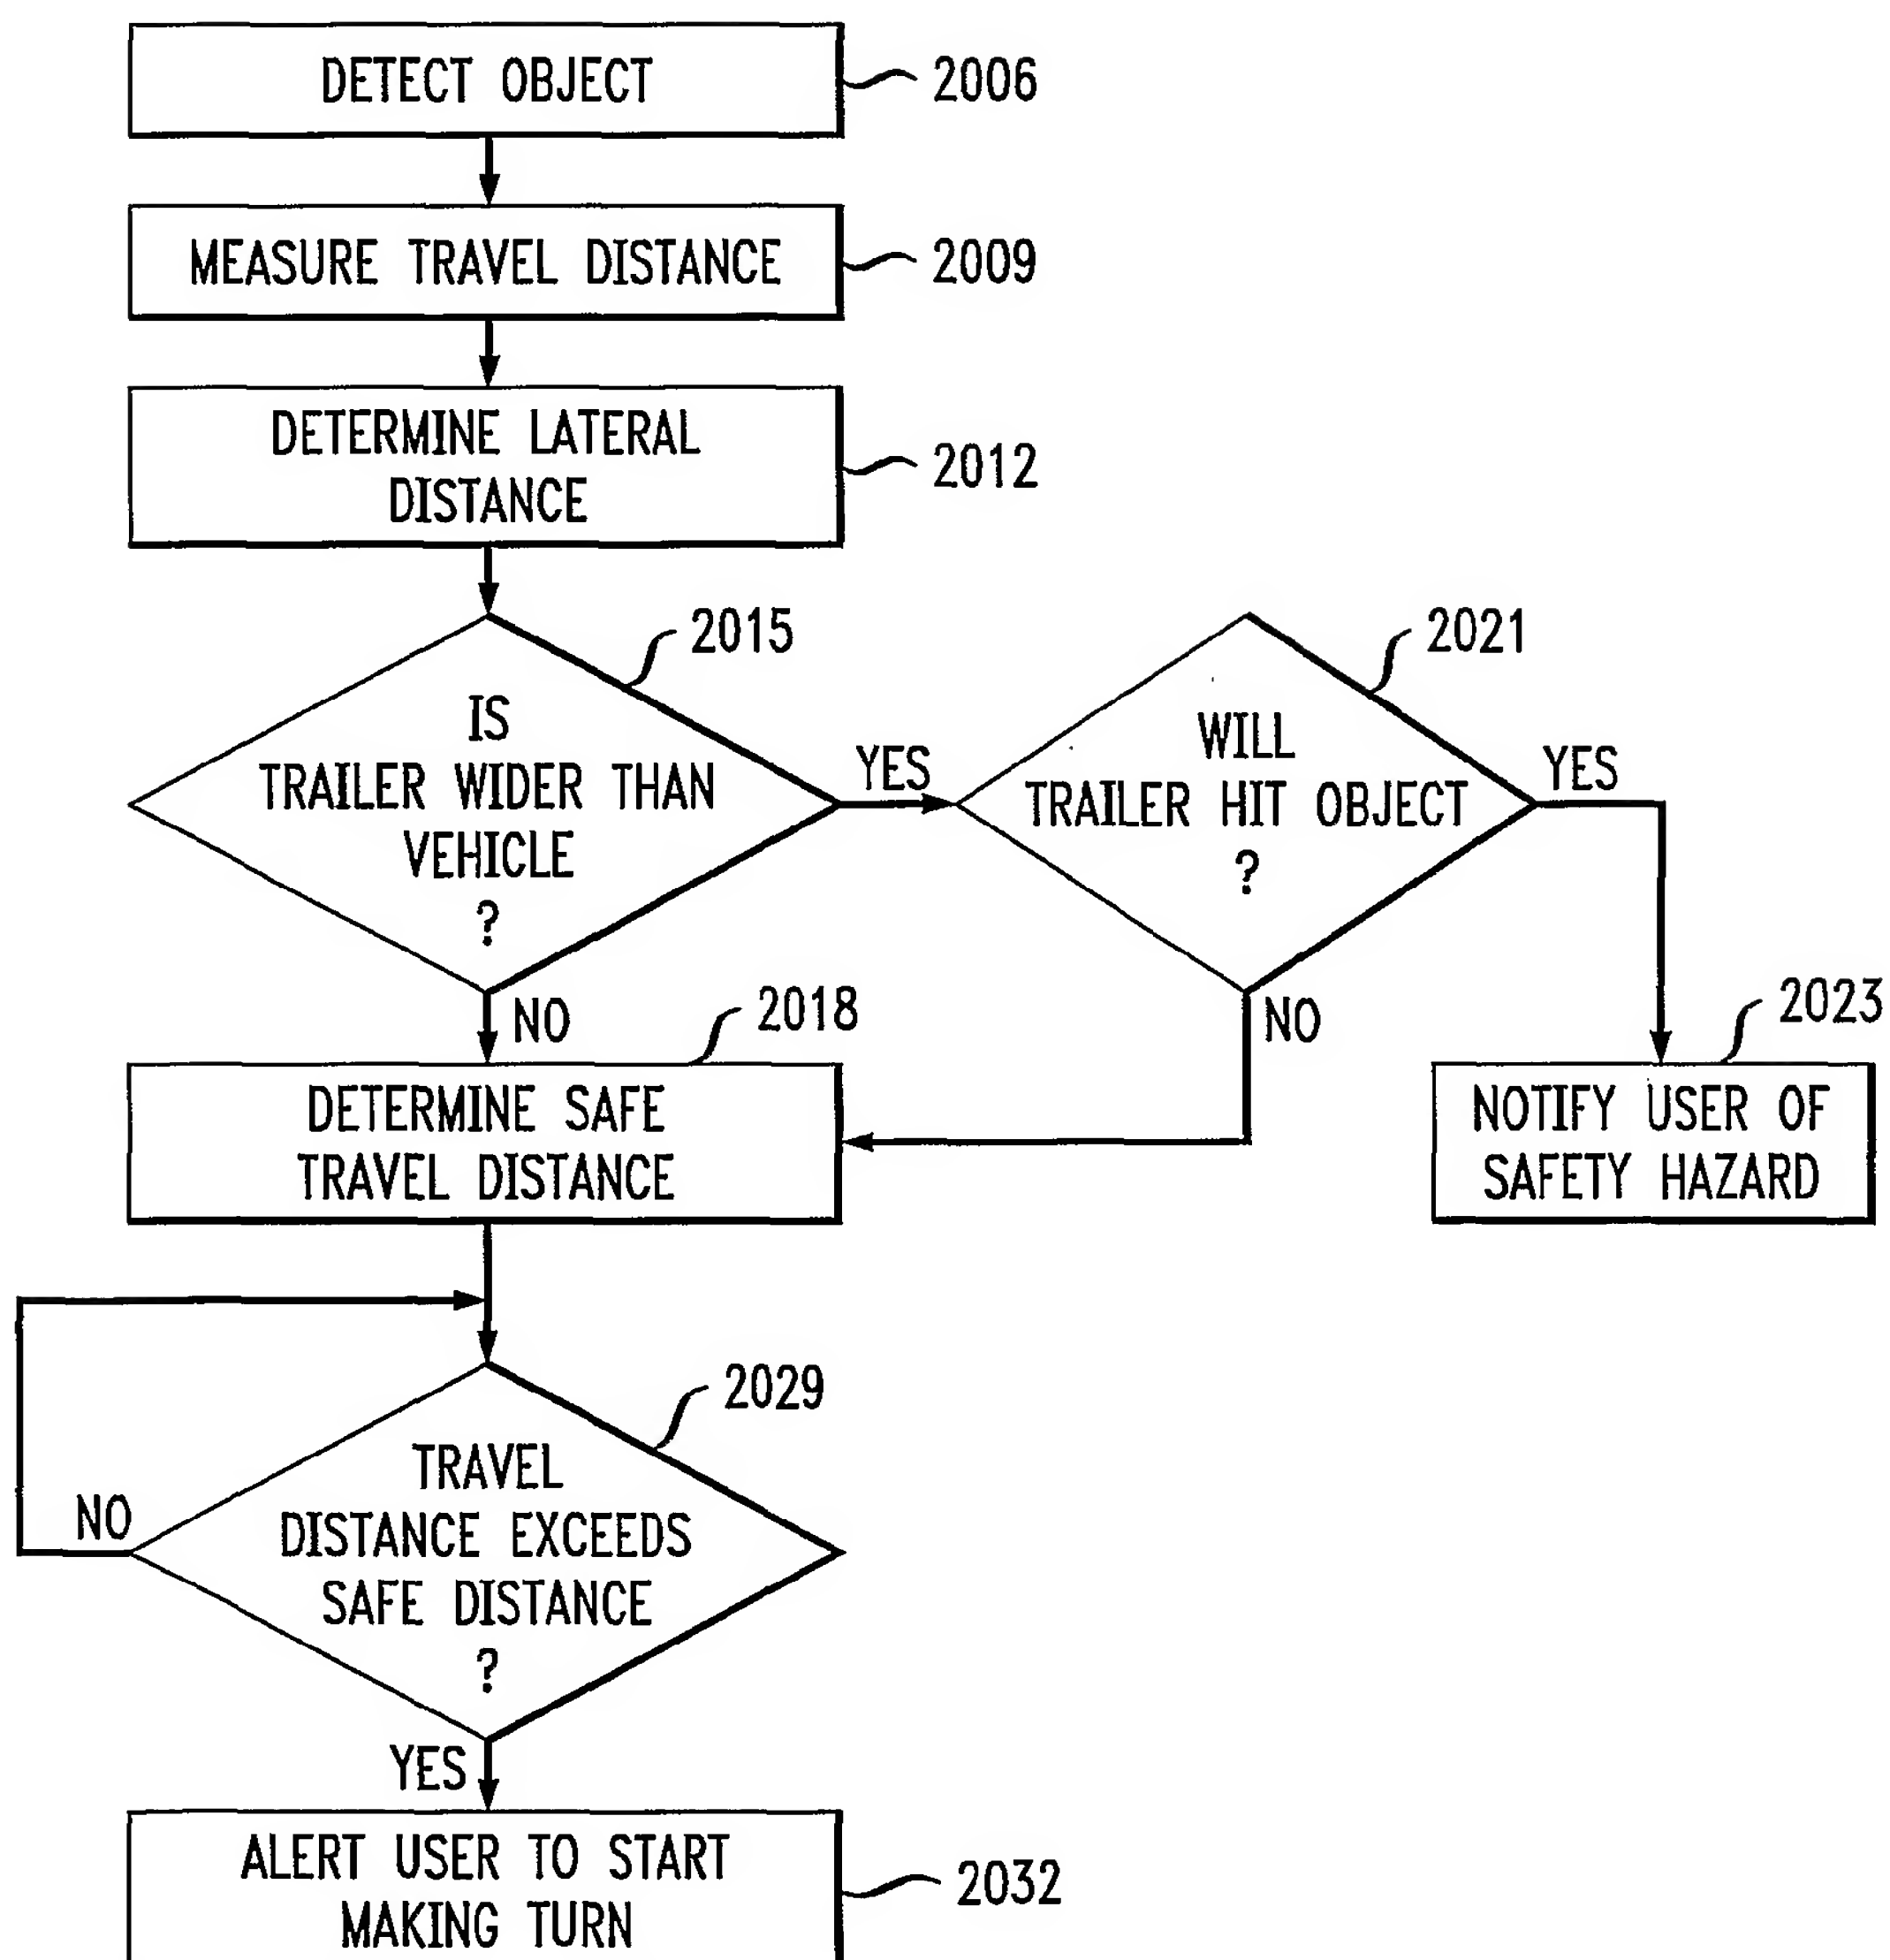 DETECT OBJECT
2006
MEASURE TRAVEL DISTANCE
2009
DETERMINE LATERAL
DISTANCE
2012
2015
IS
TRAILER WIDER THAN
VEHICLE
?
YES
2021
WILL
TRAILER HIT OBJECT
?
YES
NO
2018
NO
2023
DETERMINE SAFE
TRAVEL DISTANCE
NOTIFY USER OF
SAFETY HAZARD
2029
TRAVEL
DISTANCE EXCEEDS
SAFE DISTANCE
?
NO
YES
ALERT USER TO START
MAKING TURN
2032